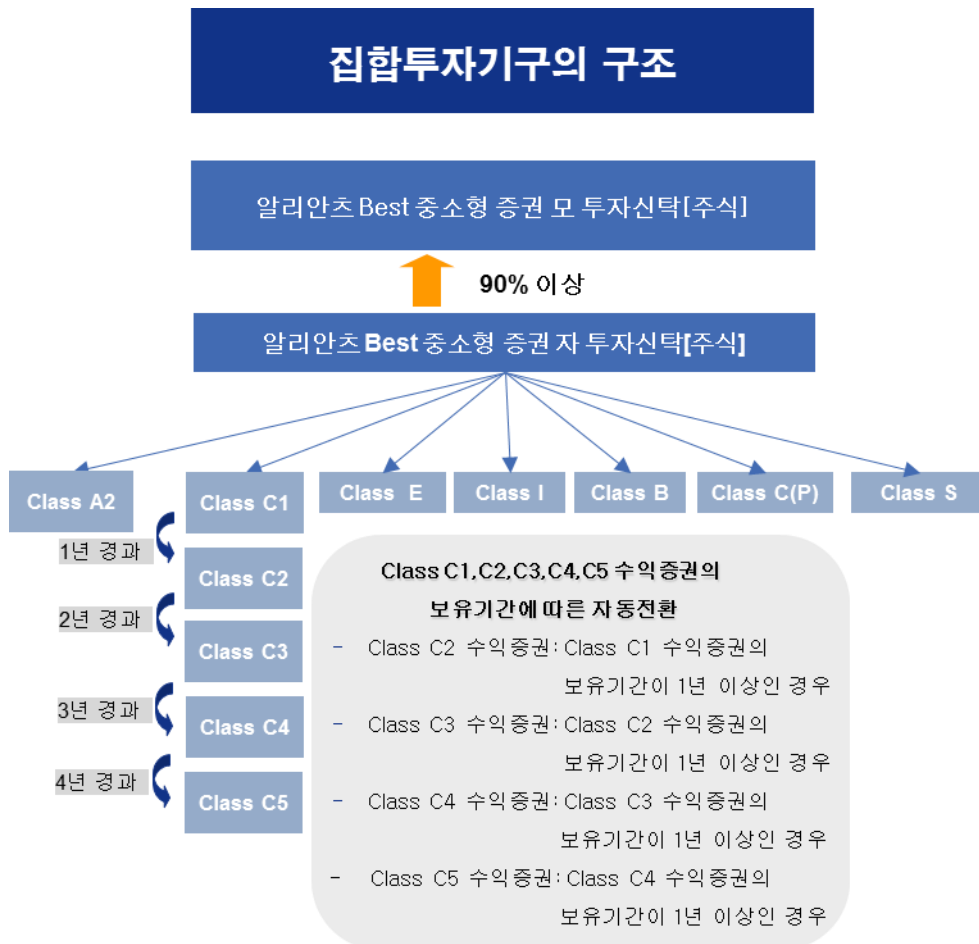 집합투자기구의 구조
알리안츠 Best 중소형 증권 모 투자신탁[주식]
90% 이상
알리안츠 Best 중소형 증권 자 투자신탁[주식]
Class A2
Class C1
Class E
Class I
Class B
Class C(P)
Class S
1년 경과
Class C2
2년 경과
Class C3
3년 경과
Class C4
4년 경과
Class C5
Class C1,C2,C3,C4,C5 수익증권의
보유기간에 따른 자동전환
- Class C2 수익증권: Class C1 수익증권의
보유기간이 1년 이상인 경우
- Class C3 수익증권: Class C2 수익증권의
보유기간이 1년 이상인 경우
- Class C4 수익증권: Class C3 수익증권의
보유기간이 1년 이상인 경우
- Class C5 수익증권: Class C4 수익증권의
보유기간이 1년 이상인 경우